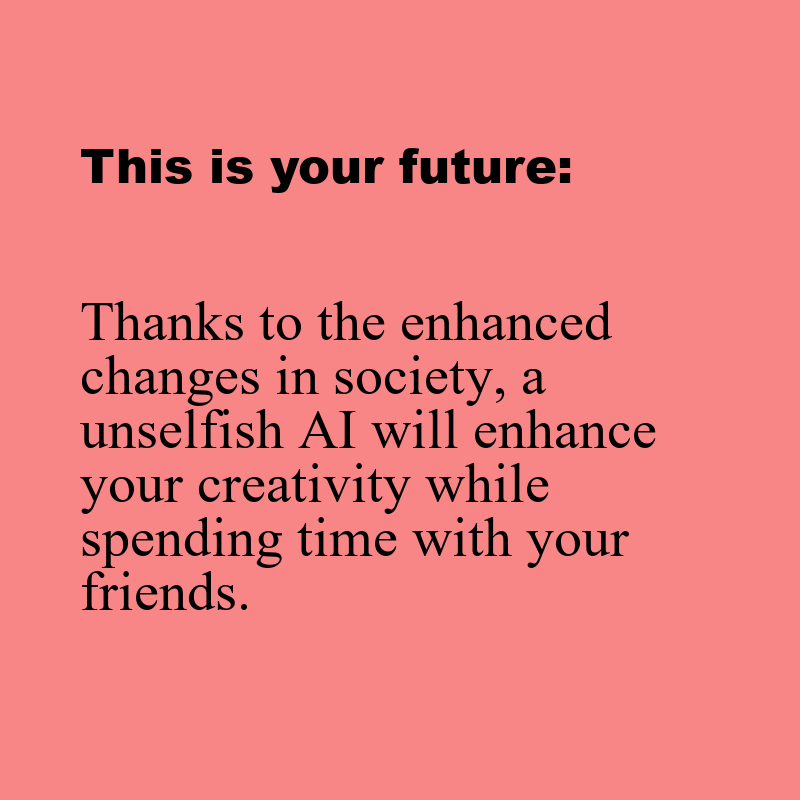 This is your future:
Thanks to the enhanced
changes in society, a
unselfish AI will enhance
your creativity while
spending time with your
friends.